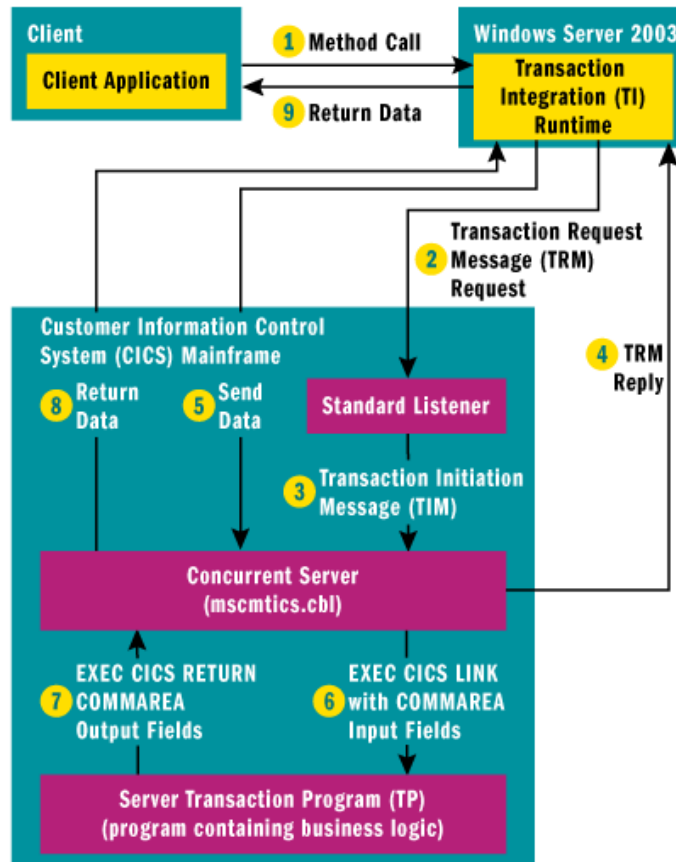 Client
Client Application
1 Method Call
9 Return Data
Windows Server 2003
Transaction
Integration (TI)
Runtime
2 Transaction Request
Message (TRM)
Request
4 TRM
Reply
Customer Information Control
System (CICS) Mainframe
8 Return
Data
5 Send
Data
Standard Listener
3 Transaction Initiation
Message (TIM)
Concurrent Server
(mscmtics.cbl)
7 EXEC CICS RETURN
COMMAREA
Output Fields
6 EXEC CICS LINK
with COMMAREA
Input Fields
Server Transaction Program (TP)
(program containing business logic)